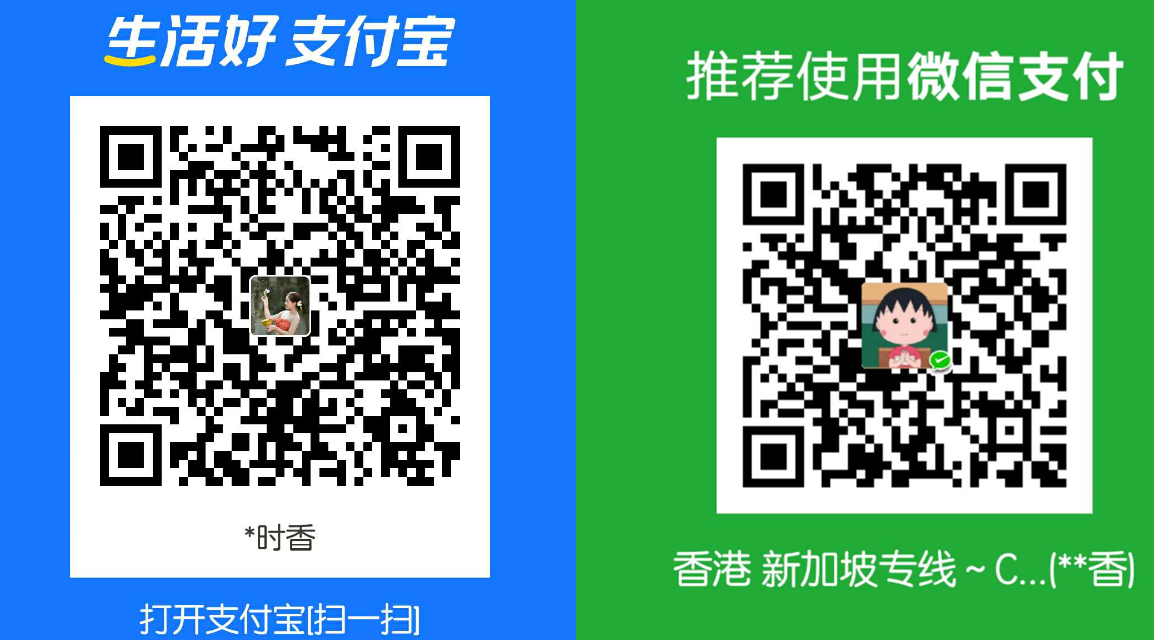 生活好 支付宝
*时香
打开支付宝[扫一扫]
推荐使用微信支付
香港 新加坡专线 ~ C...(**香)